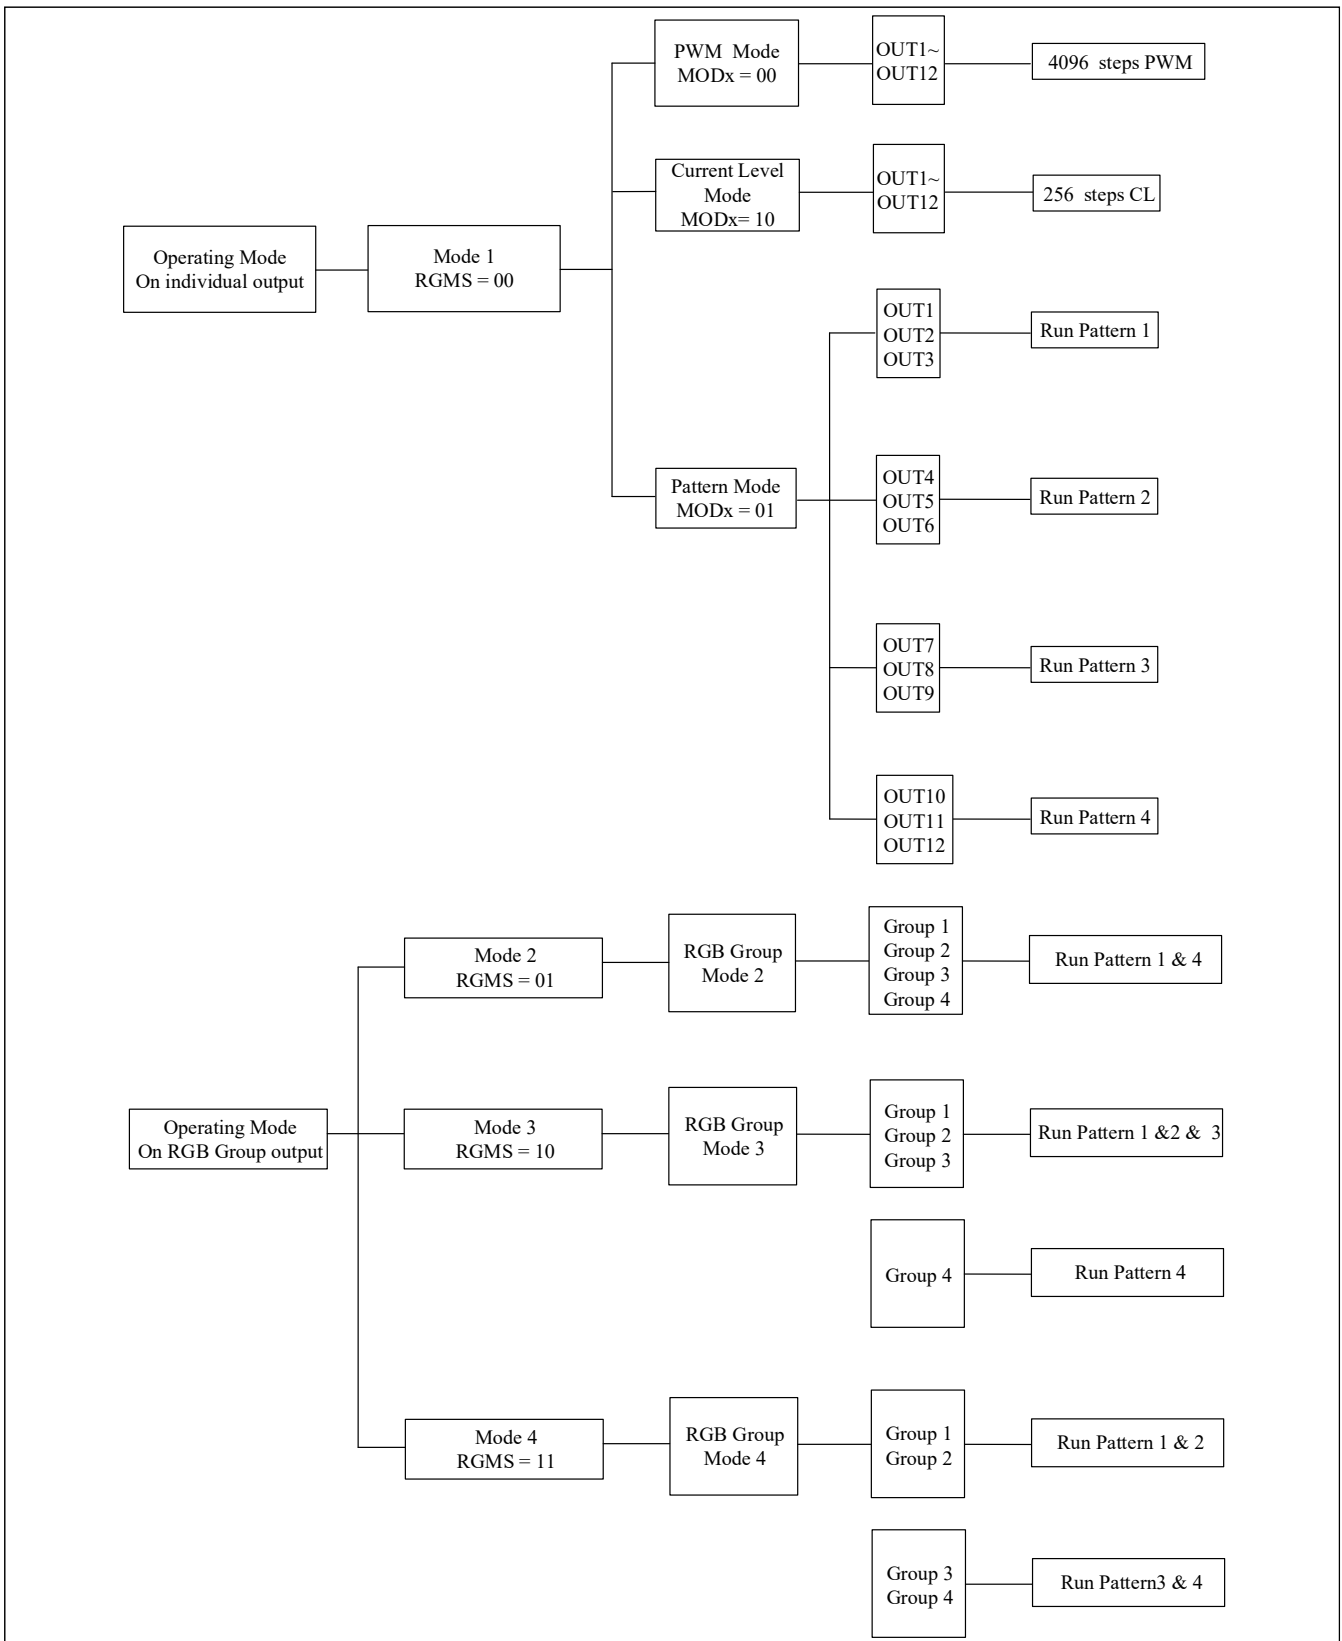 PWM Mode
MODx = 00
OUT1~
OUT12
4096 steps PWM
Current Level
Mode
MODx= 10
OUT1~
OUT12
256 steps CL
Operating Mode
On individual output
Mode 1
RGMS = 00
OUT1
OUT2
OUT3
Run Pattern 1
Pattern Mode
MODx = 01
OUT4
OUT5
OUT6
Run Pattern 2
OUT7
OUT8
OUT9
Run Pattern 3
OUT10
OUT11
OUT12
Run Pattern 4
Mode 2
RGMS = 01
RGB Group
Mode 2
Group 1
Group 2
Group 3
Group 4
Run Pattern 1 & 4
Operating Mode
On RGB Group output
Mode 3
RGMS = 10
RGB Group
Mode 3
Group 1
Group 2
Group 3
Run Pattern 1 &2 & 3
Group 4
Run Pattern 4
Mode 4
RGMS = 11
RGB Group
Mode 4
Group 1
Group 2
Run Pattern 1 & 2
Group 3
Group 4
Run Pattern3 & 4